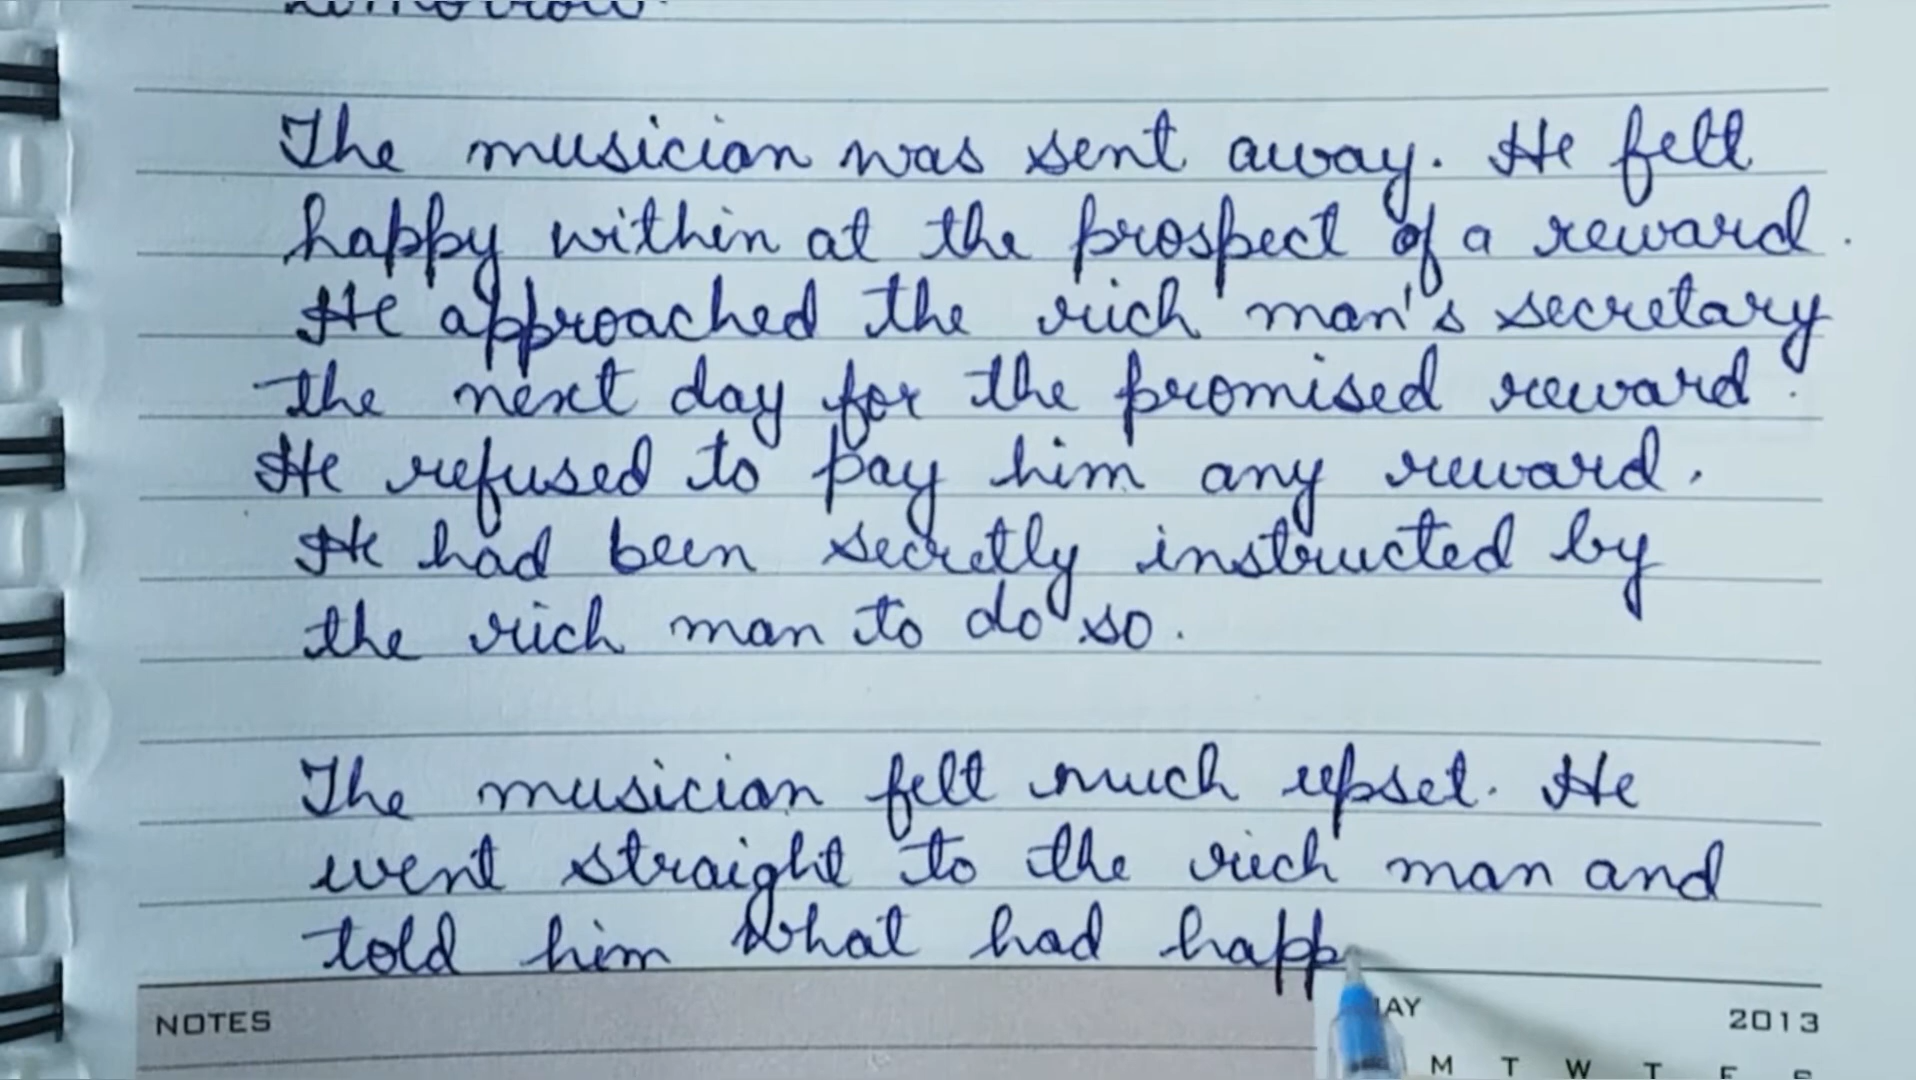 tomorrow.
The musician was sent away. He felt
happy within at the prospect of a reward.
He approached the rich man's secretary
the next day for the promised reward.
He refused to pay him any reward.
He had been secretly instructed by
the rich man to do so.
The musician felt much upset. He
went straight to the rich man and
told him what had happ
NOTES
AY 2013
M T W T F S